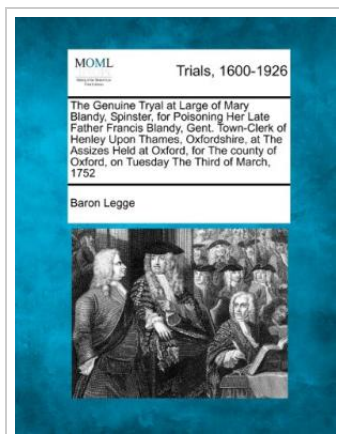 MOML
Trials, 1600-1926
The Genuine Tryal at Large of Mary
Blandy, Spinster, for Poisoning Her Late
Father Francis Blandy, Gent. Town-Clerk of
Henley Upon Thames, Oxfordshire, at The
Assizes Held at Oxford, for The county of
Oxford, on Tuesday The Third of March,
1752
Baron Legge